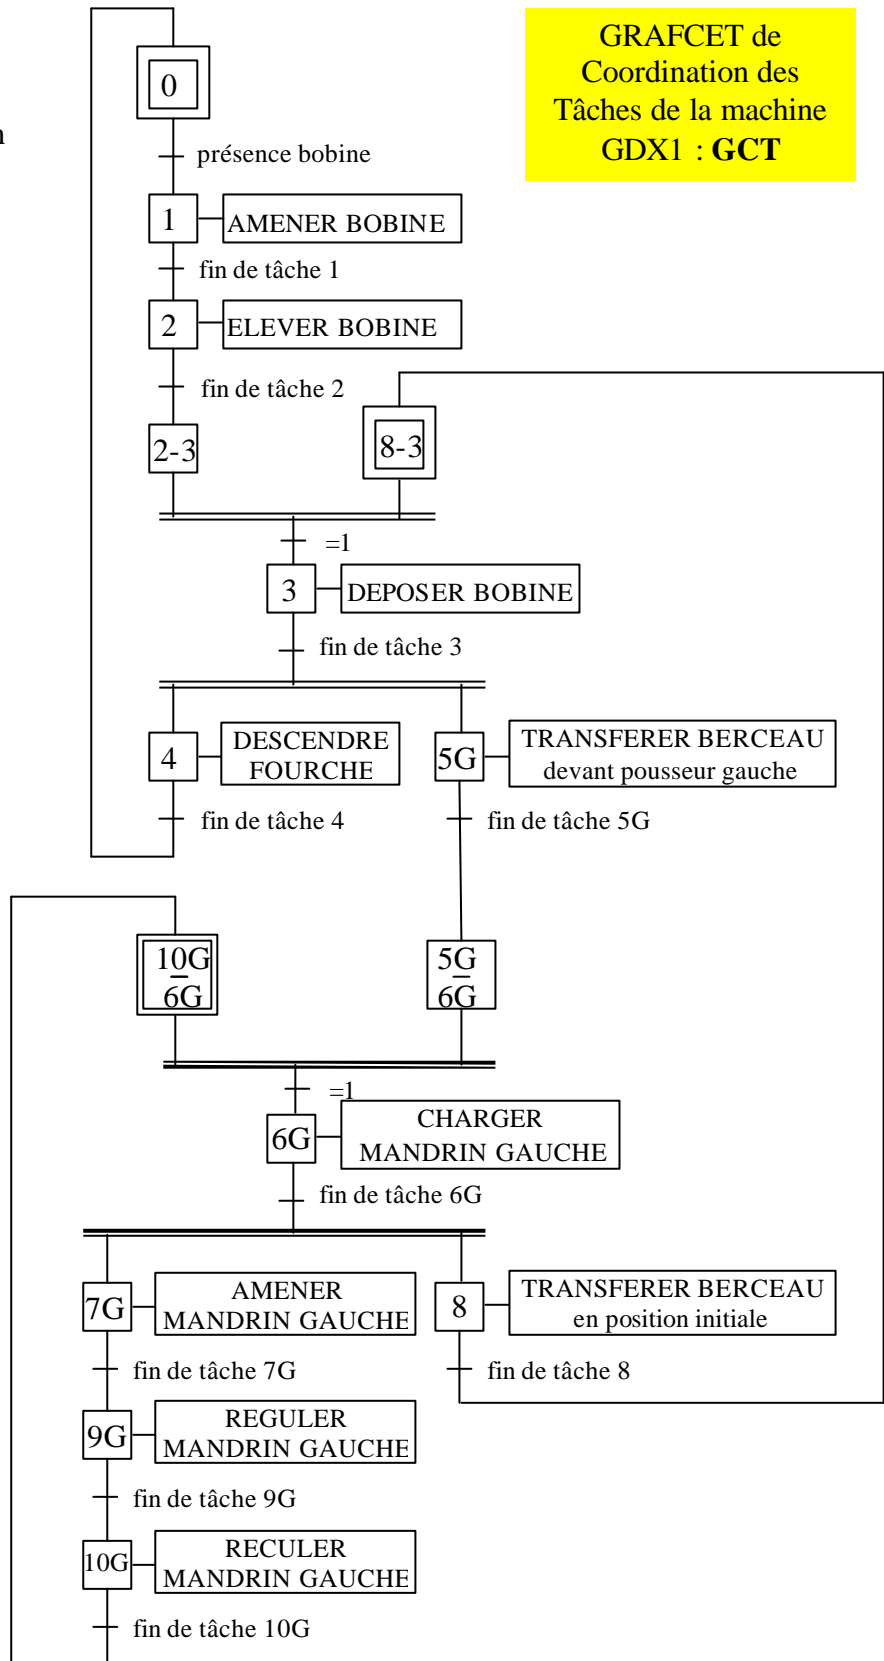 GRAFCET de
Coordination des
Tâches de la machine
GDX1 : GCT
n
0
présence bobine
1
AMENER BOBINE
fin de tâche 1
2
ELEVER BOBINE
fin de tâche 2
2-3
8-3
=1
3
DEPOSER BOBINE
fin de tâche 3
4
DESCENDRE
FOURCHE
5G
TRANSFERER BERCEAU
devant pousseur gauche
fin de tâche 4
fin de tâche 5G
10G
–
6G
5G
–
6G
=1
6G
CHARGER
MANDRIN GAUCHE
fin de tâche 6G
7G
AMENER
MANDRIN GAUCHE
8
TRANSFERER BERCEAU
en position initiale
fin de tâche 7G
fin de tâche 8
9G
REGULER
MANDRIN GAUCHE
fin de tâche 9G
10G
RECULER
MANDRIN GAUCHE
fin de tâche 10G